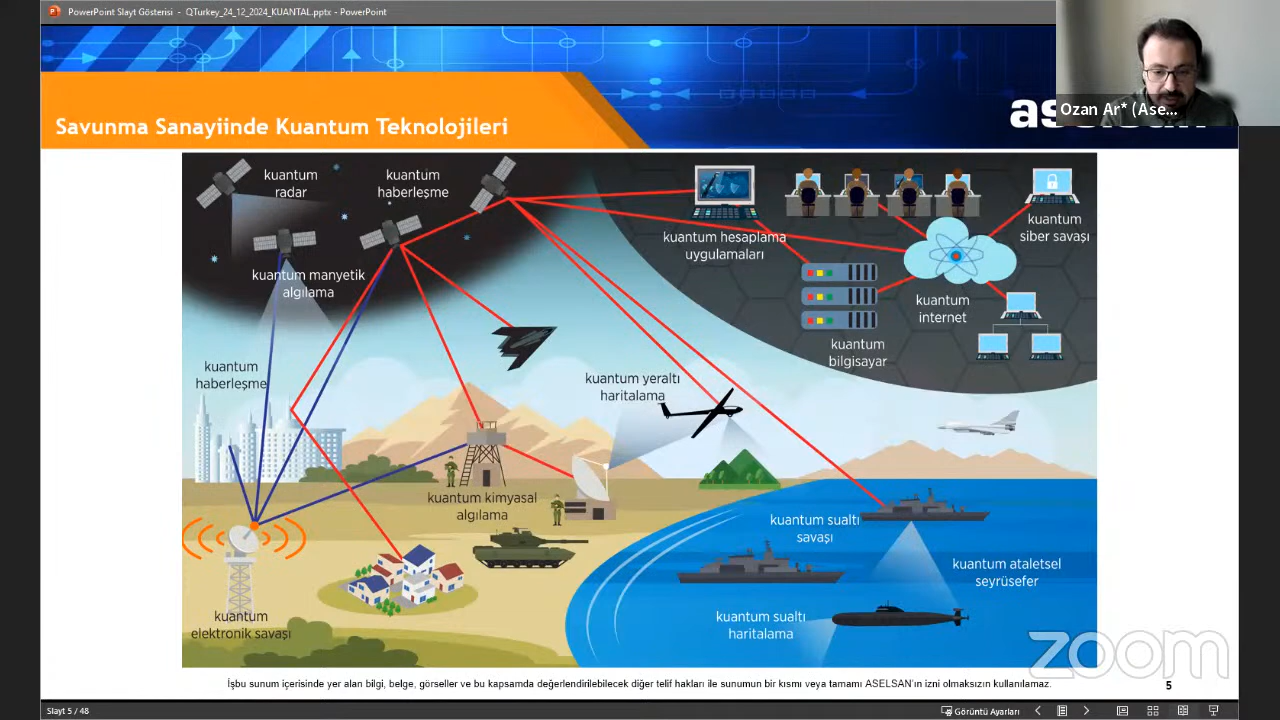 PowerPoint Slayt Gösterisi - QTurkey_24_12_2024_KUANTAL.pptx - PowerPoint
Ozan Ar* (Ase...
Savunma Sanayiinde Kuantum Teknolojileri
kuantum
radar
kuantum
haberleşme
kuantum manyetik
algılama
kuantum hesaplama
uygulamaları
kuantum
siber savaşı
kuantum
internet
kuantum
bilgisayar
kuantum
haberleşme
kuantum yeraltı
haritalama
kuantum kimyasal
algılama
kuantum sualtı
savaşı
kuantum ataletsel
seyrüsefer
kuantum sualtı
haritalama
kuantum
elektronik savaşı
zoom
İşbu sunum içerisinde yer alan bilgi, belge, görseller ve bu kapsamda değerlendirilebilecek diğer telif hakları ile sunumun bir kısmı veya tamamı ASELSAN'ın izni olmaksızın kullanılamaz.
5
Slayt 5 / 48
Görüntü Ayarları